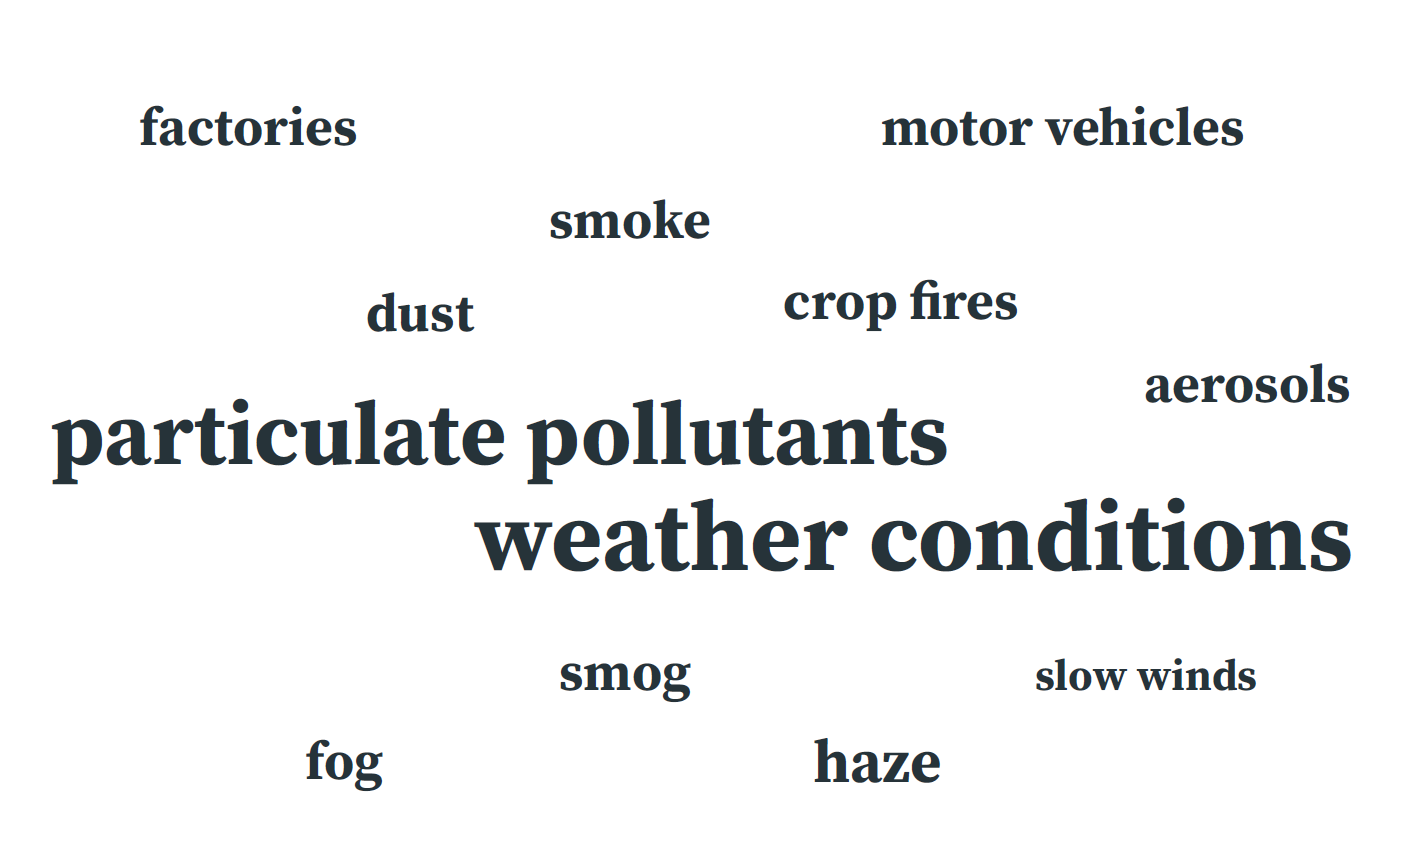 factories
motor vehicles
smoke
crop fires
dust
aerosols
particulate pollutants
weather conditions
smog
slow winds
fog
haze